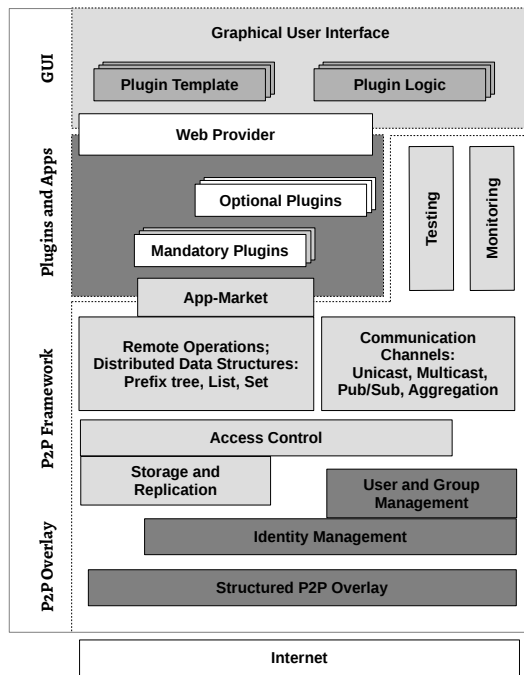 Graphical User Interface
GUI
Plugin Template
Plugin Logic
Web Provider
Plugins and Apps
Optional Plugins
Mandatory Plugins
Testing
Monitoring
App-Market
P2P Framework
Remote Operations;
Distributed Data Structures:
Prefix tree, List, Set
Communication
Channels:
Unicast, Multicast,
Pub/Sub, Aggregation
Access Control
Storage and
Replication
User and Group
Management
P2P Overlay
Identity Management
Structured P2P Overlay
Internet